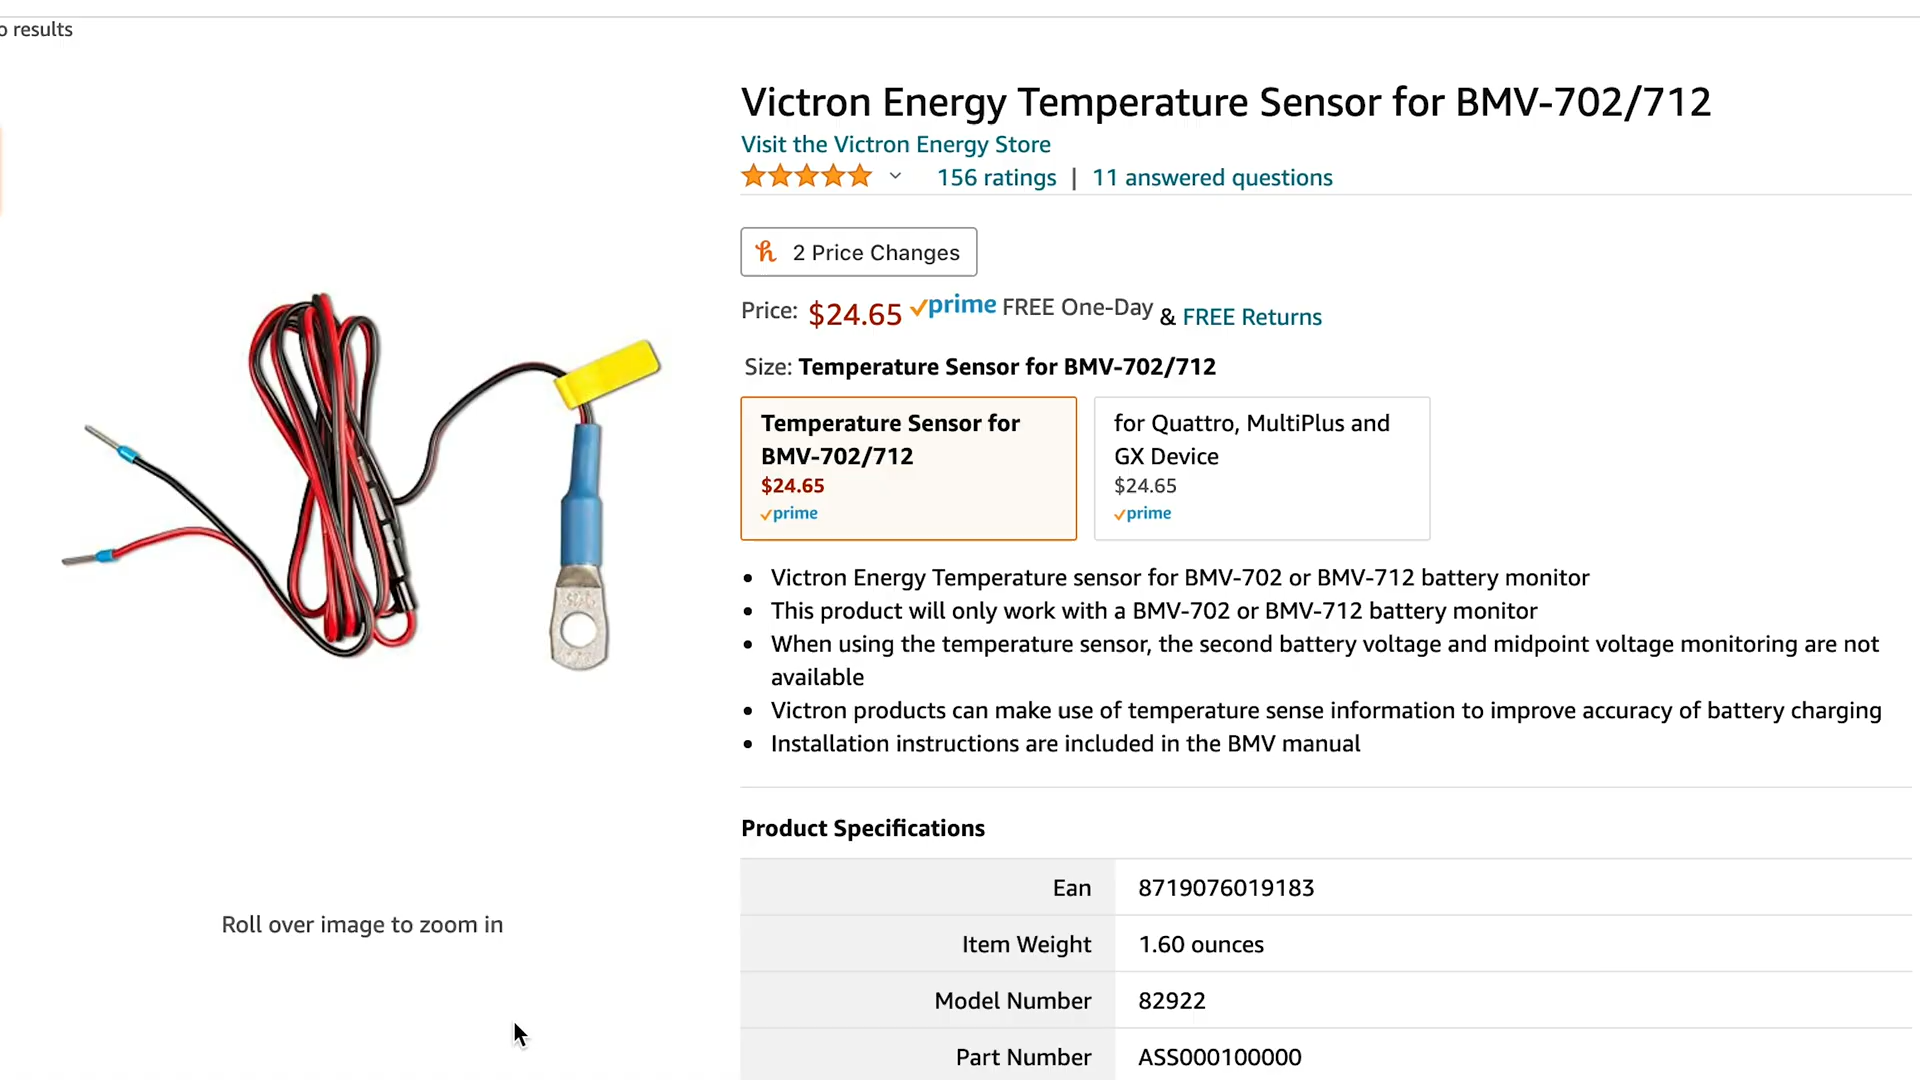 o results
Victron Energy Temperature Sensor for BMV-702/712
Visit the Victron Energy Store
156 ratings | 11 answered questions
2 Price Changes
Price: $24.65 prime FREE One-Day & FREE Returns
Size: Temperature Sensor for BMV-702/712
Temperature Sensor for
BMV-702/712
$24.65
prime
for Quattro, MultiPlus and
GX Device
$24.65
prime
• Victron Energy Temperature sensor for BMV-702 or BMV-712 battery monitor
• This product will only work with a BMV-702 or BMV-712 battery monitor
• When using the temperature sensor, the second battery voltage and midpoint voltage monitoring are not
available
• Victron products can make use of temperature sense information to improve accuracy of battery charging
• Installation instructions are included in the BMV manual
Product Specifications
Ean 8719076019183
Item Weight 1.60 ounces
Model Number 82922
Part Number ASS000100000
Roll over image to zoom in